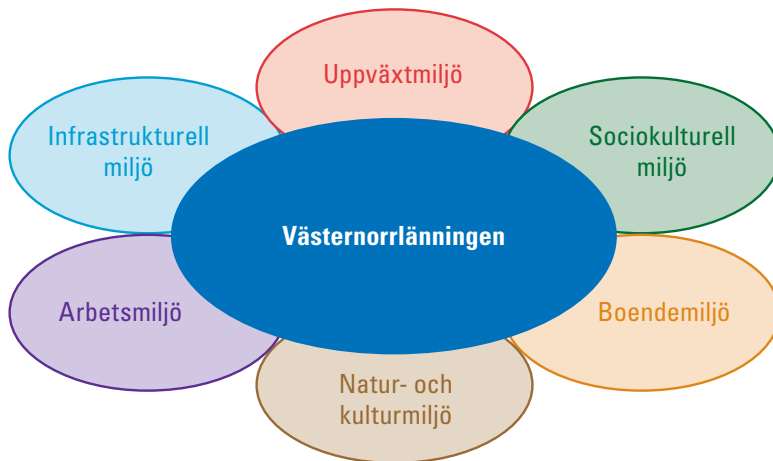 Uppväxtmiljö
Infrastrukturell
miljö
Sociokulturell
miljö
Västernorrlänningen
Arbetsmiljö
Boendemiljö
Natur- och
kulturmiljö